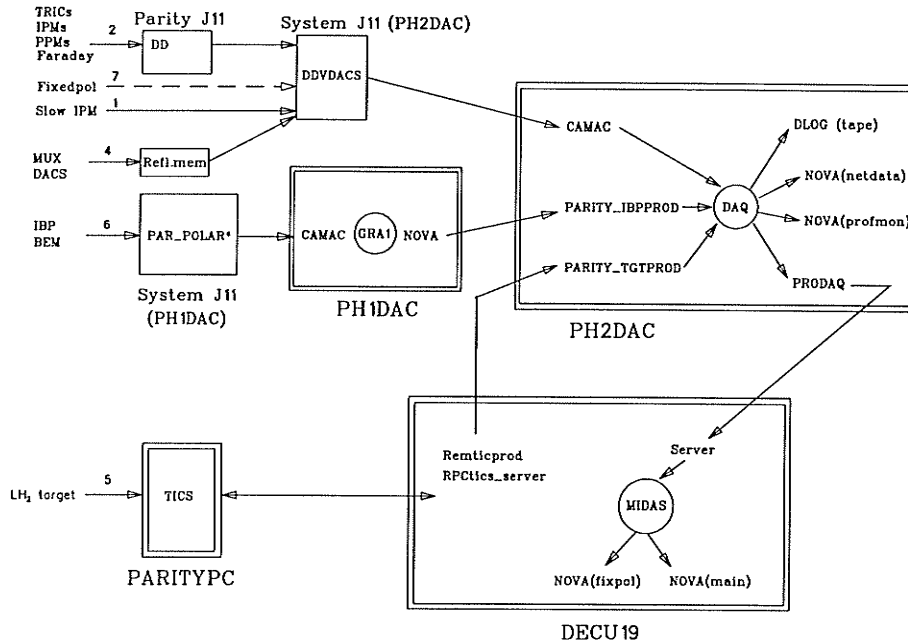 TRICs
IPMs
PPMs
Faraday
2
Parity J11
DD
System J11 (PH2DAC)
DDVDACS
7
Fixedpol
1
Slow IPM
4
MUX
DACS
Refl.mem
6
IBP
BEM
PAR_POLAR*
System J11
(PH1DAC)
CAMAC
GRA1
NOVA
PH1DAC
CAMAC
PARITY_IBPPROD
PARITY_TGTPROD
DAQ
DLOG (tape)
NOVA(netdata)
NOVA(profmon)
PRODAQ
PH2DAC
5
LH₂ target
TICS
PARITYPC
Remticprod
RPCtics_server
Server
MIDAS
NOVA(fixpol)
NOVA(main)
DECU19